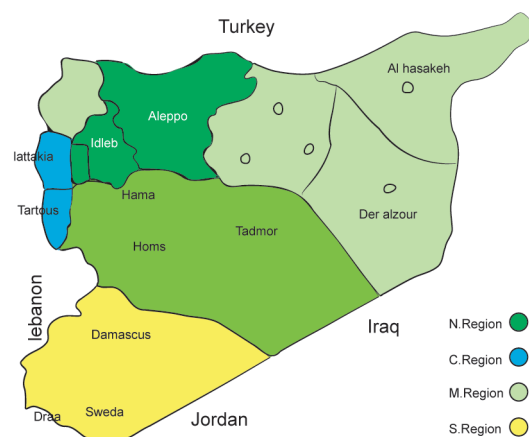 Turkey
Al hasakeh
Aleppo
Idleb
lattakia
Hama
Der alzour
Tartous
Tadmor
Homs
lebanon
Iraq
Damascus
Draa
Sweda
Jordan
N.Region
C.Region
M.Region
S.Region